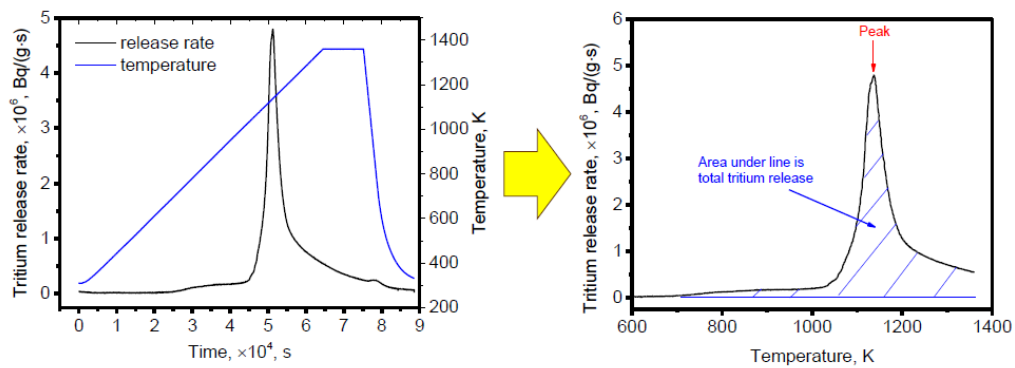 5
4
3
2
1
0
Tritium release rate, ×10⁶, Bq/(g·s)
release rate
temperature
1400
1200
1000
800
600
400
200
Temperature, K
0 1 2 3 4 5 6 7 8 9
Time, ×10⁴, s
6
5
4
3
2
1
0
Tritium release rate, ×10⁶, Bq/(g·s)
Peak
Area under line is
total tritium release
600 800 1000 1200 1400
Temperature, K